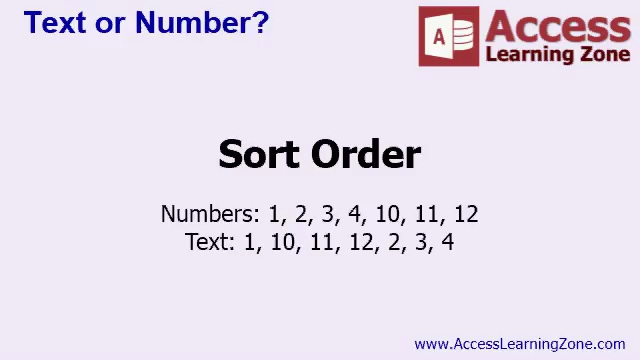 Text or Number?
A
Access
Learning Zone
Sort Order
Numbers: 1, 2, 3, 4, 10, 11, 12
Text: 1, 10, 11, 12, 2, 3, 4
www.AccessLearningZone.com